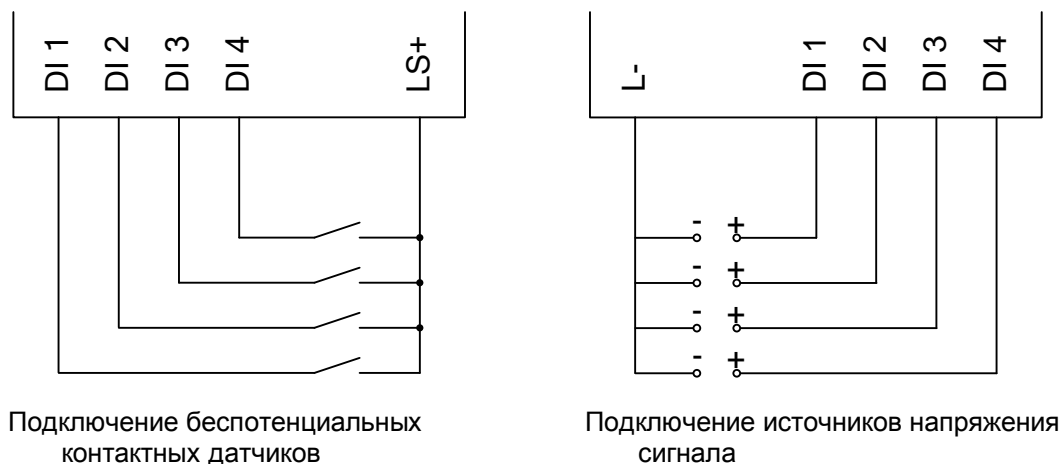 DI 1
DI 2
DI 3
DI 4
LS+
L-
DI 1
DI 2
DI 3
DI 4
- +
- +
- +
- +
Подключение беспотенциальных
контактных датчиков
Подключение источников напряжения
сигнала